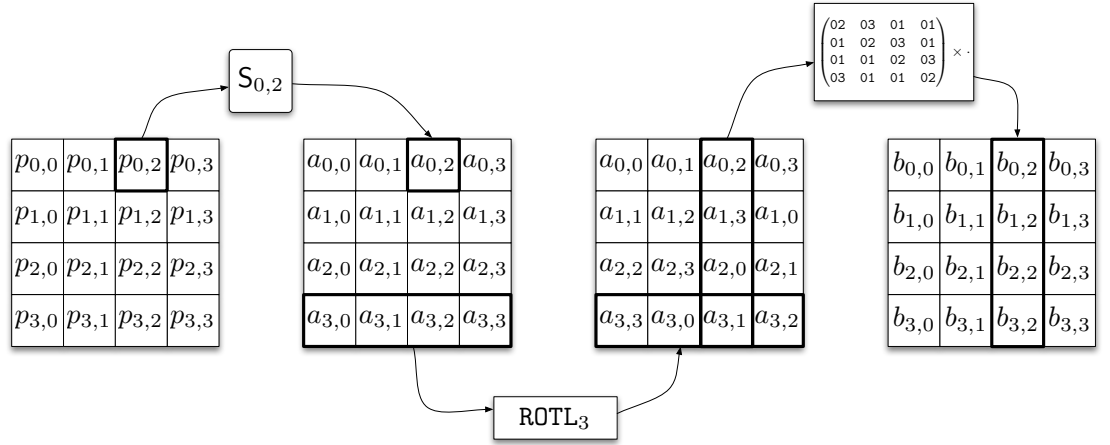 S0,2
02 03 01 01
01 02 03 01
01 01 02 03
03 01 01 02
× ·
p0,0 p0,1 p0,2 p0,3
p1,0 p1,1 p1,2 p1,3
p2,0 p2,1 p2,2 p2,3
p3,0 p3,1 p3,2 p3,3
a0,0 a0,1 a0,2 a0,3
a1,0 a1,1 a1,2 a1,3
a2,0 a2,1 a2,2 a2,3
a3,0 a3,1 a3,2 a3,3
a0,0 a0,1 a0,2 a0,3
a1,1 a1,2 a1,3 a1,0
a2,2 a2,3 a2,0 a2,1
a3,3 a3,0 a3,1 a3,2
b0,0 b0,1 b0,2 b0,3
b1,0 b1,1 b1,2 b1,3
b2,0 b2,1 b2,2 b2,3
b3,0 b3,1 b3,2 b3,3
ROTL3